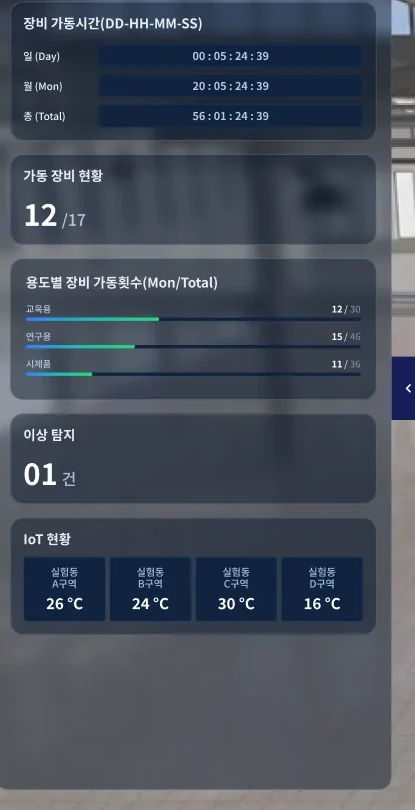 장비 가동시간(DD-HH-MM-SS)
일 (Day) 00 : 05 : 24 : 39
월 (Mon) 20 : 05 : 24 : 39
총 (Total) 56 : 01 : 24 : 39
가동 장비 현황
12 /17
용도별 장비 가동횟수(Mon/Total)
교육용 12 / 30
연구용 15 / 46
시제품 11 / 36
이상 탐지
01 건
IoT 현황
실험동 실험동 실험동 실험동
A구역 B구역 C구역 D구역
26 °C 24 °C 30 °C 16 °C